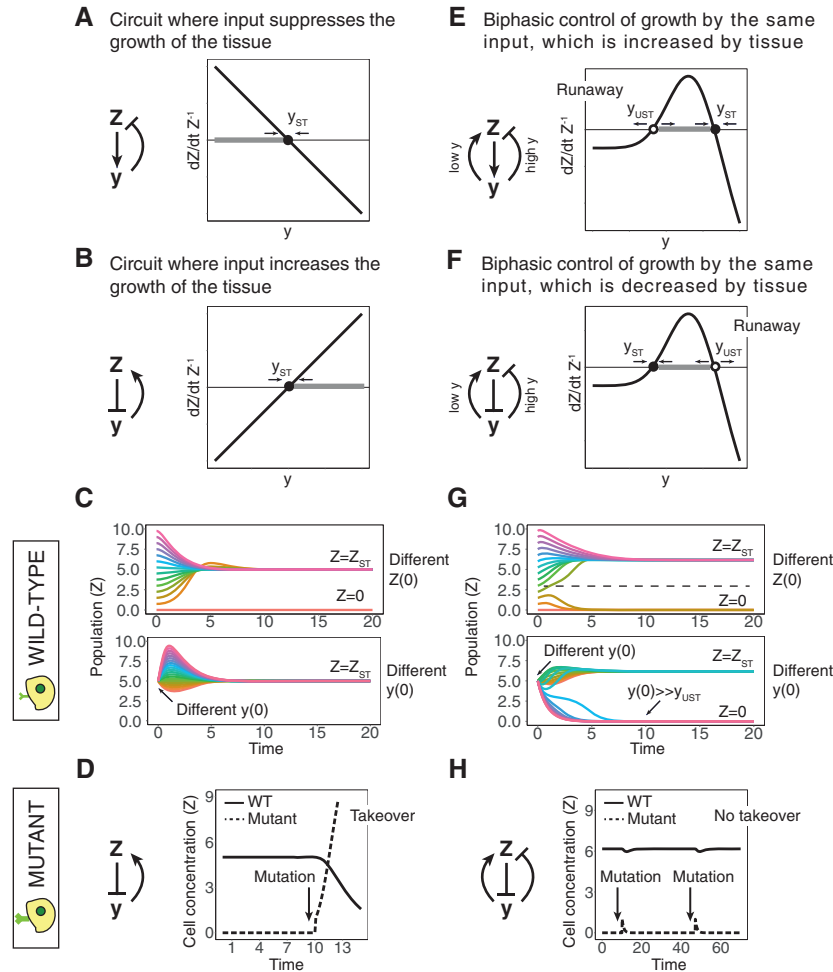 A
Circuit where input suppresses the
growth of the tissue
Z
y
dZ/dt Z⁻¹
y_ST
y
B
Circuit where input increases the
growth of the tissue
Z
y
dZ/dt Z⁻¹
y_ST
y
E
Biphasic control of growth by the same
input, which is increased by tissue
low y
Z
y
high y
dZ/dt Z⁻¹
Runaway
y_UST
y_ST
y
F
Biphasic control of growth by the same
input, which is decreased by tissue
low y
Z
y
high y
dZ/dt Z⁻¹
Runaway
y_ST
y_UST
y
WILD-TYPE
C
Population (Z)
10.0
7.5
5.0
2.5
0.0
Z=Z_ST
Z=0
0 5 10 15 20
Different
Z(0)
10.0
7.5
5.0
2.5
0.0
Z=Z_ST
Different y(0)
0 5 10 15 20
Time
Different
y(0)
G
Population (Z)
10.0
7.5
5.0
2.5
0.0
Z=Z_ST
Z=0
0 5 10 15 20
Different
Z(0)
10.0
7.5
5.0
2.5
0.0
Different y(0)
Z=Z_ST
y(0)>>y_UST
Z=0
0 5 10 15 20
Time
Different
y(0)
MUTANT
D
Z
y
Cell concentration (Z)
9
6
3
0
WT
Mutant
Takeover
Mutation
1 4 7 10 13
Time
H
Z
y
Cell concentration (Z)
9
6
3
0
WT
Mutant
No takeover
Mutation Mutation
0 20 40 60
Time